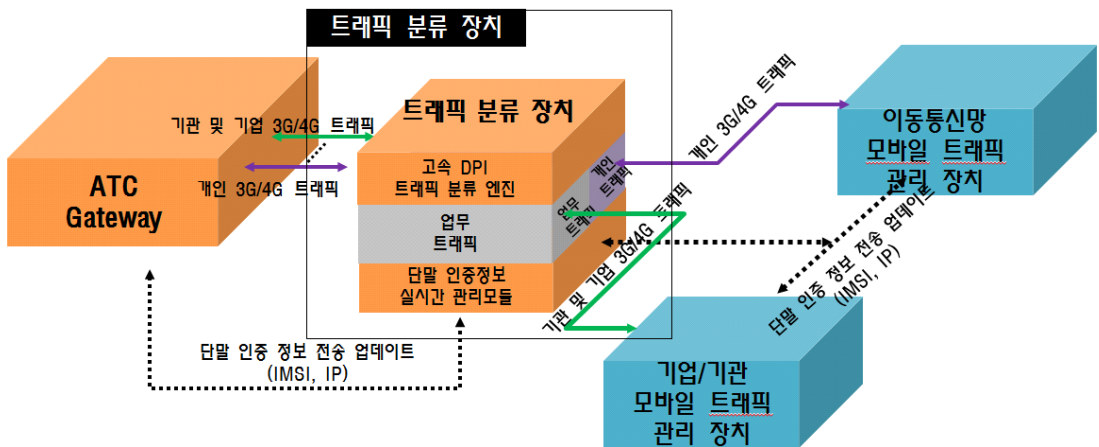 트래픽 분류 장치
트래픽 분류 장치
기관 및 기업 3G/4G 트래픽
개인 3G/4G 트래픽
ATC
Gateway
고속 DPI
트래픽 분류 엔진
업무
트래픽
단말 인증정보
실시간 관리모듈
개인
트래픽
업무
트래픽
개인 3G/4G 트래픽
기관 및 기업 3G/4G 트래픽
이동통신망
모바일 트래픽
관리 장치
단말 인증 정보 전송 업데이트
(IMSI, IP)
단말 인증 정보 전송 업데이트
(IMSI, IP)
기업/기관
모바일 트래픽
관리 장치